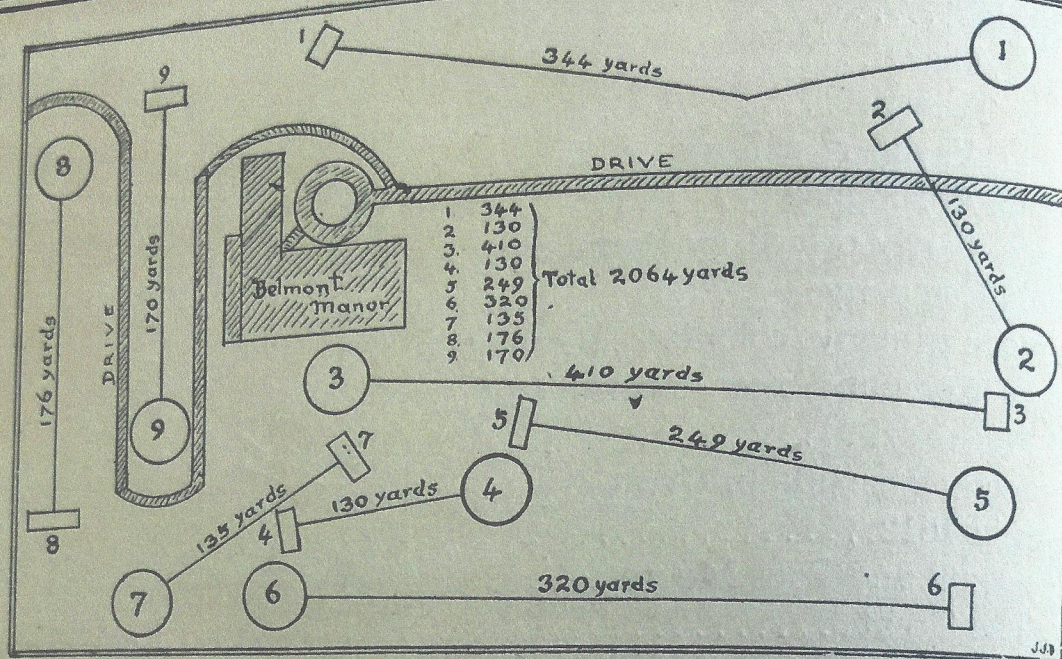 1
344 yards
1
9
2
8
DRIVE
130 yards
1 344
2 130
3. 410
4. 130
5 249
6. 320
7 135
8. 176
9. 170
Total 2064 yards
Belmont
Manor
170 yards
DRIVE
176 yards
2
3
410 yards
3
5
249 yards
9
7
135 yards
4
130 yards
4
5
8
7
6
320 yards
6
J.J.D